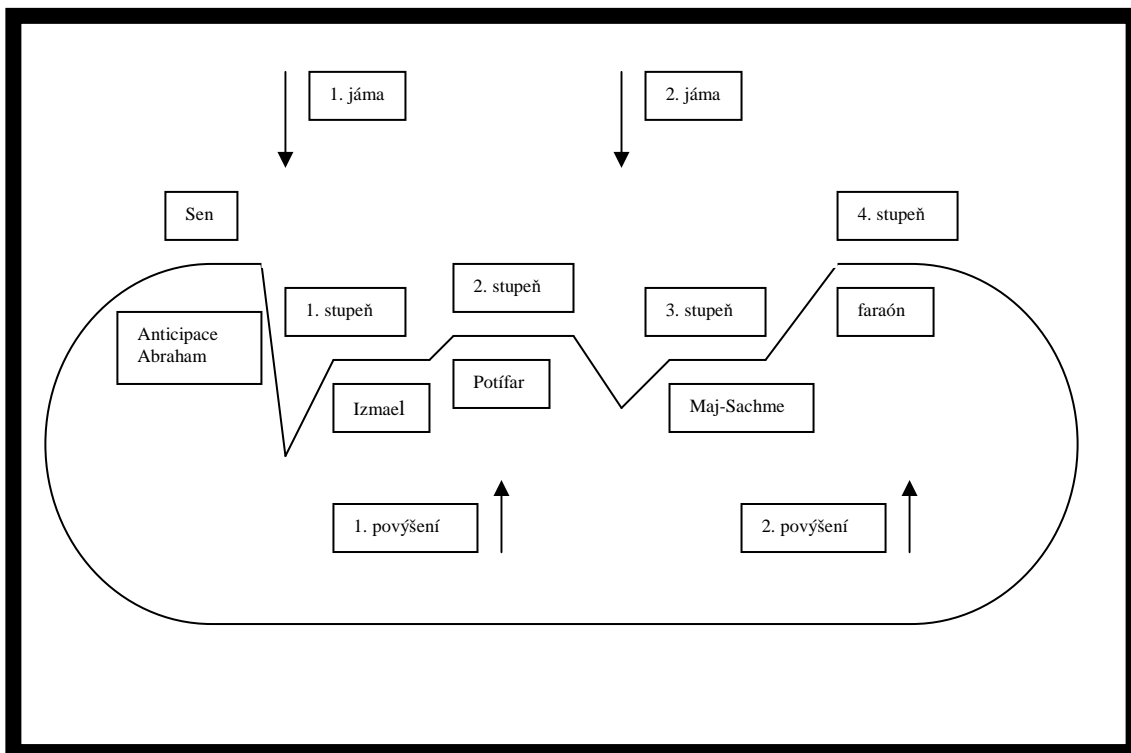 1. jáma
2. jáma
Sen
4. stupeň
2. stupeň
1. stupeň
3. stupeň
faraón
Anticipace
Abraham
Potífar
Izmael
Maj-Sachme
1. povýšení
2. povýšení